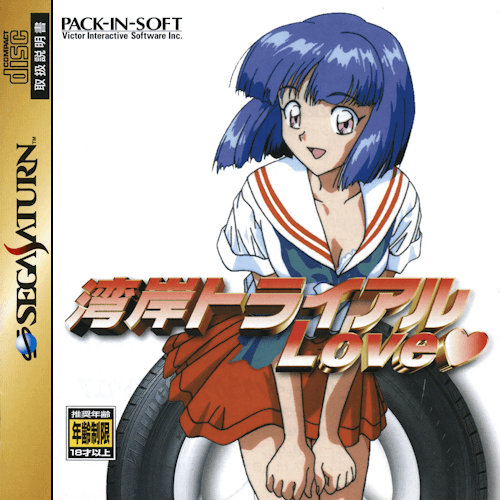 COMPACT
disc
取扱説明書
SEGA SATURN™
PACK-IN-SOFT
Victor Interactive Software Inc.
湾岸トライアル
Love♥
推奨年齢
年齢制限
18才以上